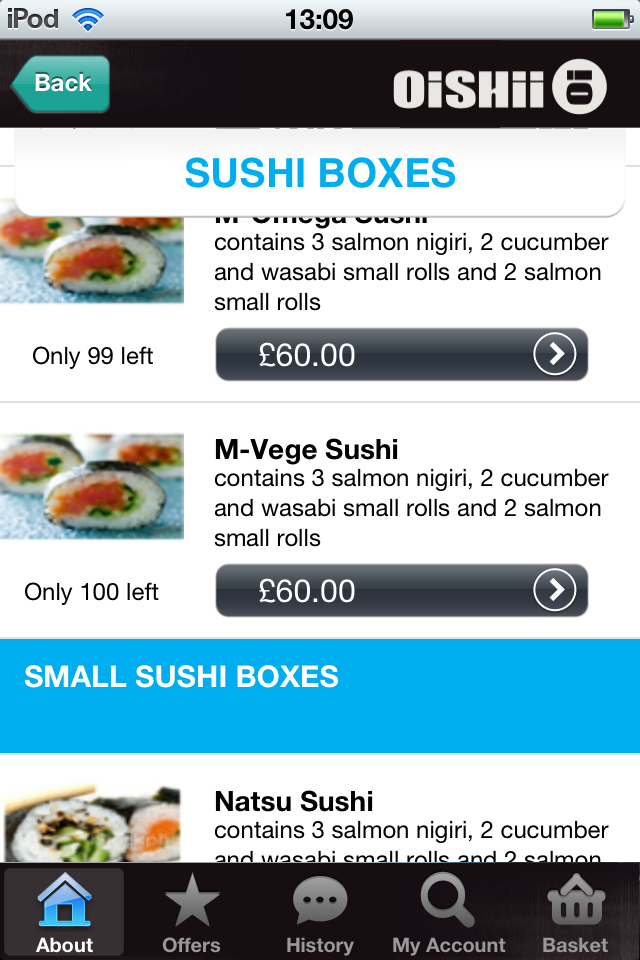 iPod 13:09
Back OiSHii
SUSHI BOXES
M-Omega Sushi
contains 3 salmon nigiri, 2 cucumber
and wasabi small rolls and 2 salmon
small rolls
Only 99 left £60.00
M-Vege Sushi
contains 3 salmon nigiri, 2 cucumber
and wasabi small rolls and 2 salmon
small rolls
Only 100 left £60.00
SMALL SUSHI BOXES
Natsu Sushi
contains 3 salmon nigiri, 2 cucumber
and wasabi small rolls and 2 salmon
About Offers History My Account Basket